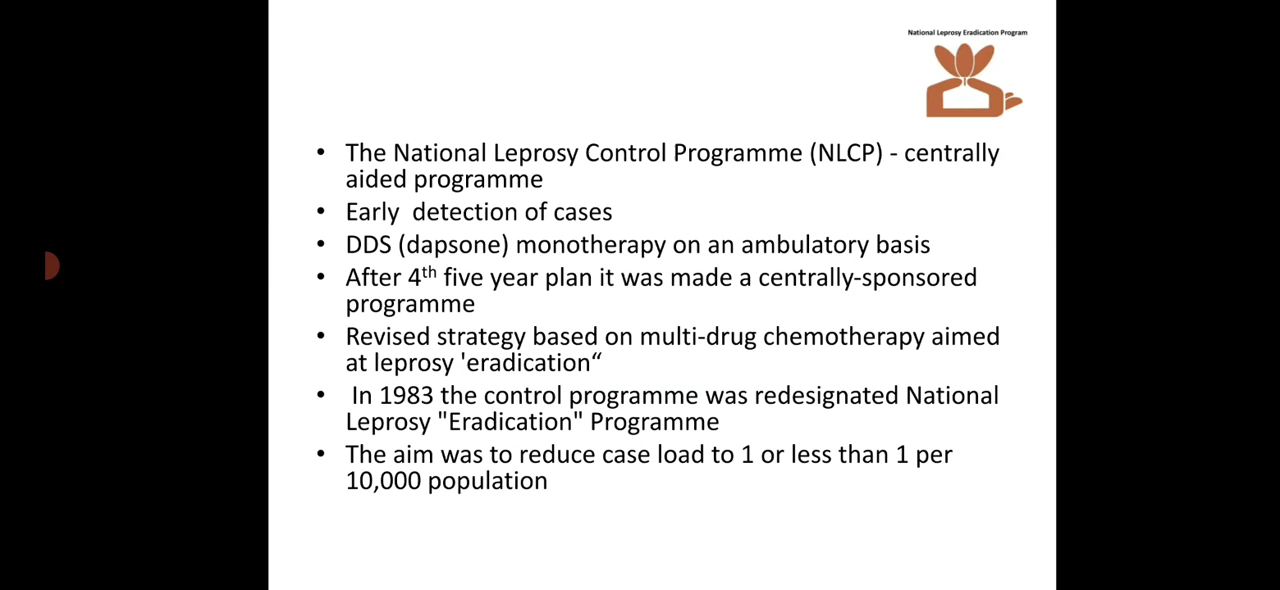 National Leprosy Eradication Program
• The National Leprosy Control Programme (NLCP) - centrally
aided programme
• Early  detection of cases
• DDS (dapsone) monotherapy on an ambulatory basis
• After 4th five year plan it was made a centrally-sponsored
programme
• Revised strategy based on multi-drug chemotherapy aimed
at leprosy 'eradication“
•  In 1983 the control programme was redesignated National
Leprosy "Eradication" Programme
• The aim was to reduce case load to 1 or less than 1 per
10,000 population